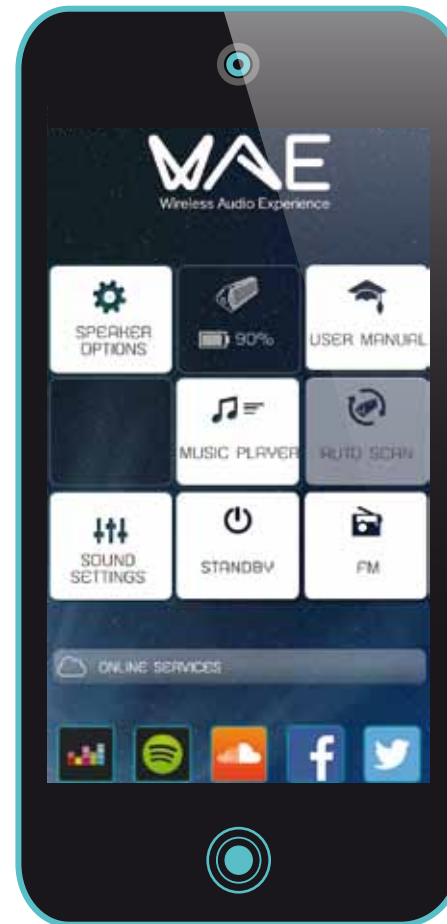 WAE
Wireless Audio Experience
SPEAKER
OPTIONS
90%
USER MANUAL
MUSIC PLAYER
AUTO SCAN
SOUND
SETTINGS
STANDBY
FM
ONLINE SERVICES
f